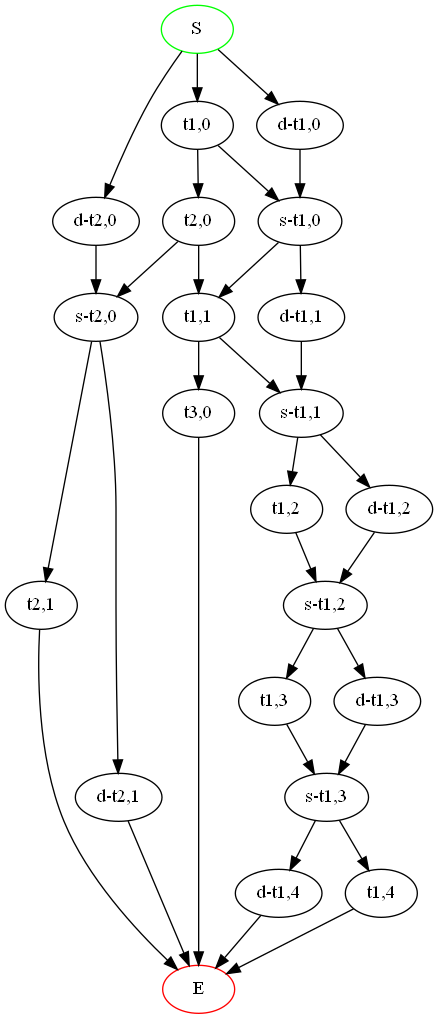 S
t1,0
d-t1,0
d-t2,0
t2,0
s-t1,0
s-t2,0
t1,1
d-t1,1
t3,0
s-t1,1
t1,2
d-t1,2
t2,1
s-t1,2
t1,3
d-t1,3
d-t2,1
s-t1,3
d-t1,4
t1,4
E